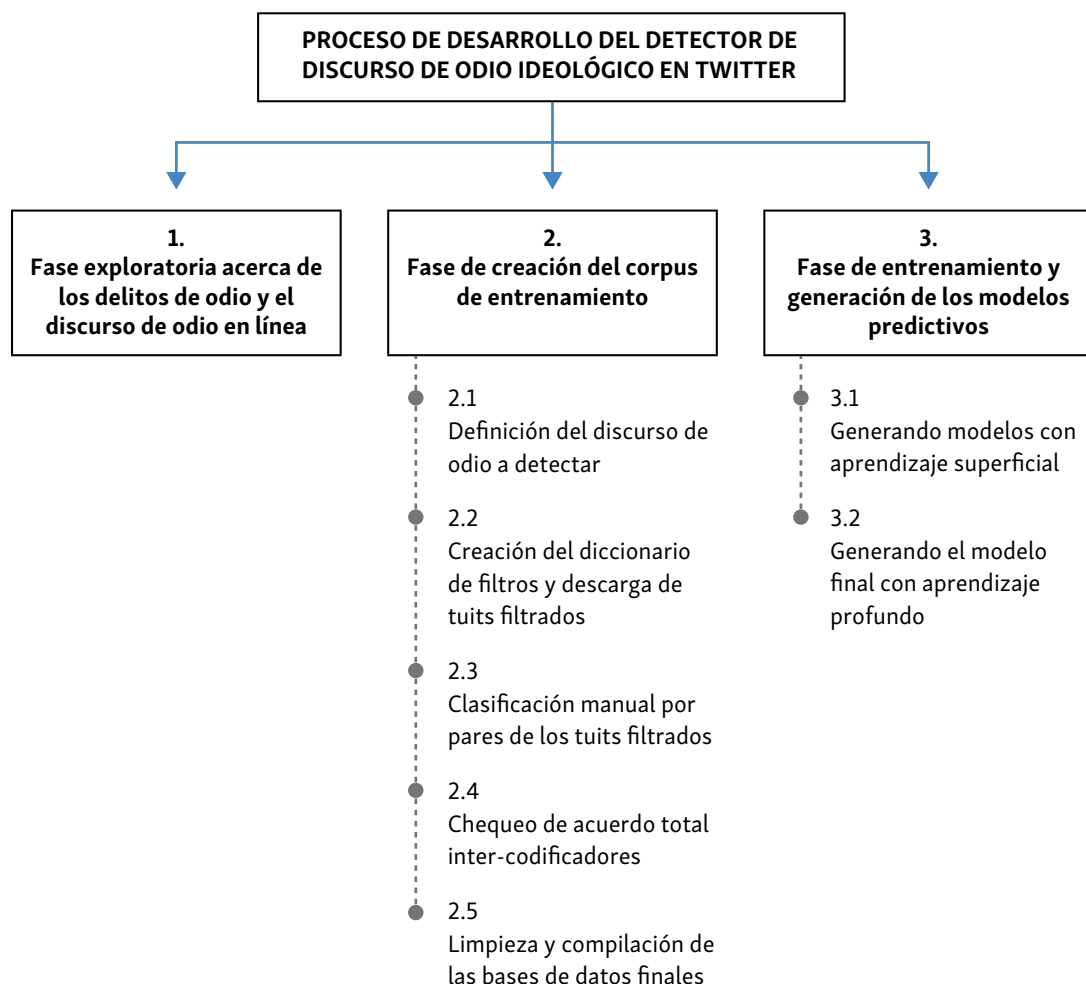 PROCESO DE DESARROLLO DEL DETECTOR DE
DISCURSO DE ODIO IDEOLÓGICO EN TWITTER
1.
Fase exploratoria acerca de
los delitos de odio y el
discurso de odio en línea
2.
Fase de creación del corpus
de entrenamiento
2.1
Definición del discurso de
odio a detectar
2.2
Creación del diccionario
de filtros y descarga de
tuits filtrados
2.3
Clasificación manual por
pares de los tuits filtrados
2.4
Chequeo de acuerdo total
inter-codificadores
2.5
Limpieza y compilación de
las bases de datos finales
3.
Fase de entrenamiento y
generación de los modelos
predictivos
3.1
Generando modelos con
aprendizaje superficial
3.2
Generando el modelo
final con aprendizaje
profundo